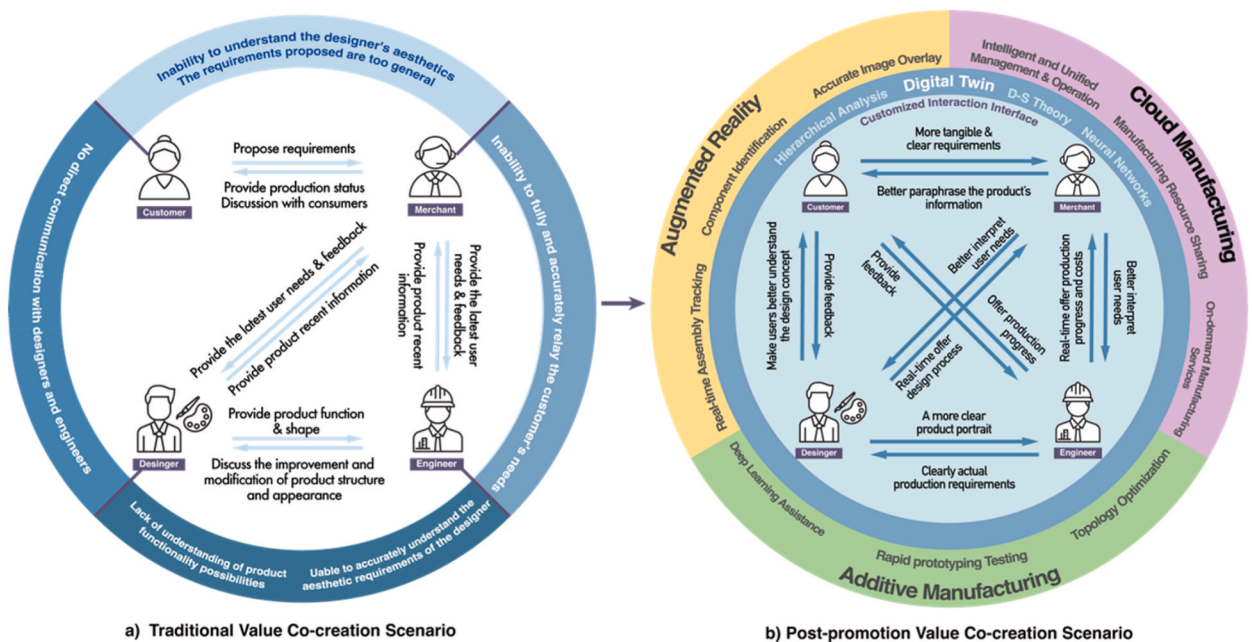 Inability to understand the designer's aesthetics
The requirements proposed are too general
No direct communication with designers and engineers
Inability to fully and accurately relay the customer's needs
Propose requirements
Provide production status
Discussion with consumers
Customer
Merchant
Provide the latest user needs & feedback
Provide product recent information
Provide product recent
information
Provide the latest user
needs & feedback
Desinger
Engineer
Provide product function
& shape
Discuss the improvement and
modification of product structure
and appearance
Lack of understanding of product
functionality possibilities
Uable to accurately understand the
aesthetic requirements of the designer
a) Traditional Value Co-creation Scenario
Augmented Reality
Accurate Image Overlay
Component Identification
Real-time Assembly Tracking
Cloud Manufacturing
Intelligent and Unified
Management & Operation
Manufacturing Resource Sharing
On-demand Manufacturing
Services
Additive Manufacturing
Deep Learning Assistance
Rapid prototyping Testing
Topology Optimization
Hierarchical Analysis
Digital Twin
D-S Theory
Neural Networks
Customized Interaction Interface
More tangible &
clear requirements
Better paraphrase the product's
information
Customer
Merchant
Make users better understand
the design concept
Provide feedback
Provide
feedback
Better interpret
user needs
Real-time offer
design process
Offer production
progress
Real-time offer production
progress and costs
Better interpret
user needs
Desinger
Engineer
A more clear
product portrait
Clearly actual
production requirements
b) Post-promotion Value Co-creation Scenario